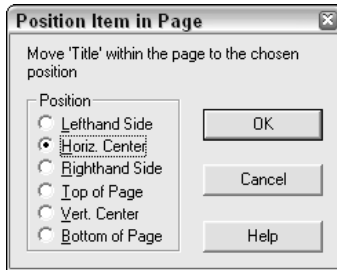 Position Item in Page
Move 'Title' within the page to the chosen
position
Position
Lefthand Side
Horiz. Center
Righthand Side
Top of Page
Vert. Center
Bottom of Page
OK
Cancel
Help